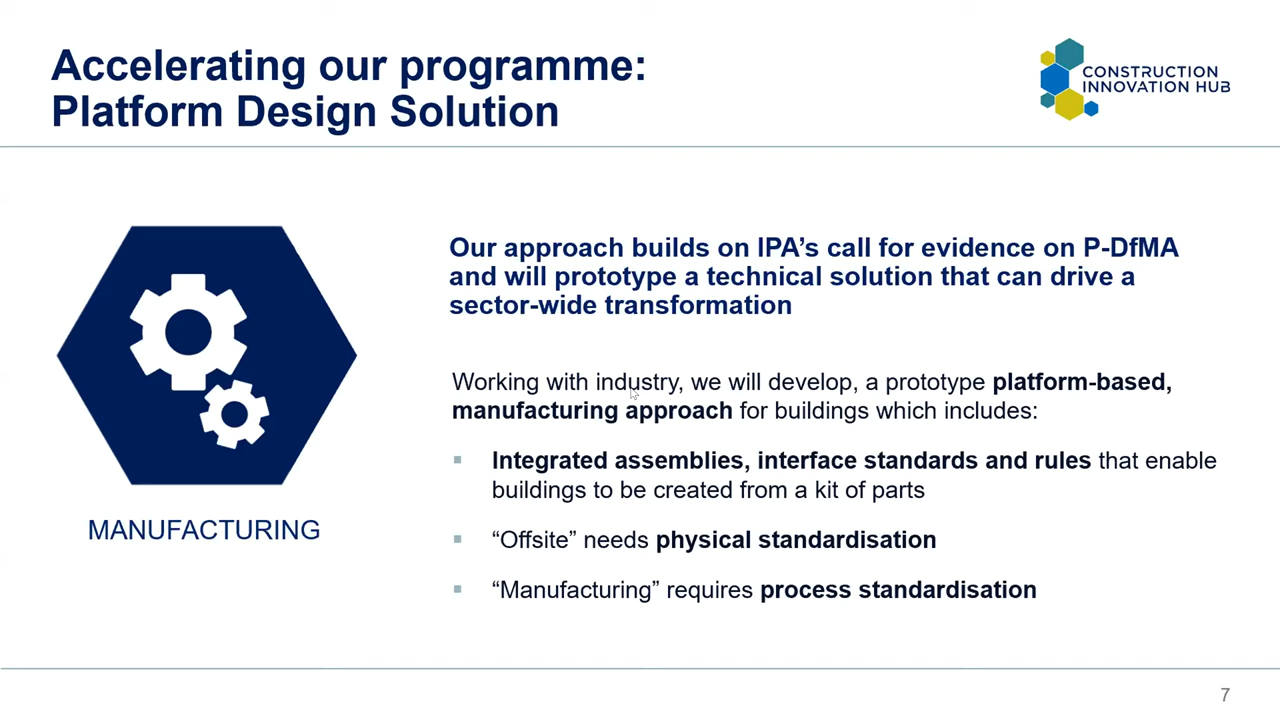 Accelerating our programme:
Platform Design Solution
CONSTRUCTION
INNOVATION HUB
Our approach builds on IPA’s call for evidence on P-DfMA
and will prototype a technical solution that can drive a
sector-wide transformation
Working with industry, we will develop, a prototype platform-based,
manufacturing approach for buildings which includes:
▪ Integrated assemblies, interface standards and rules that enable
buildings to be created from a kit of parts
▪ “Offsite” needs physical standardisation
▪ “Manufacturing” requires process standardisation
MANUFACTURING
7